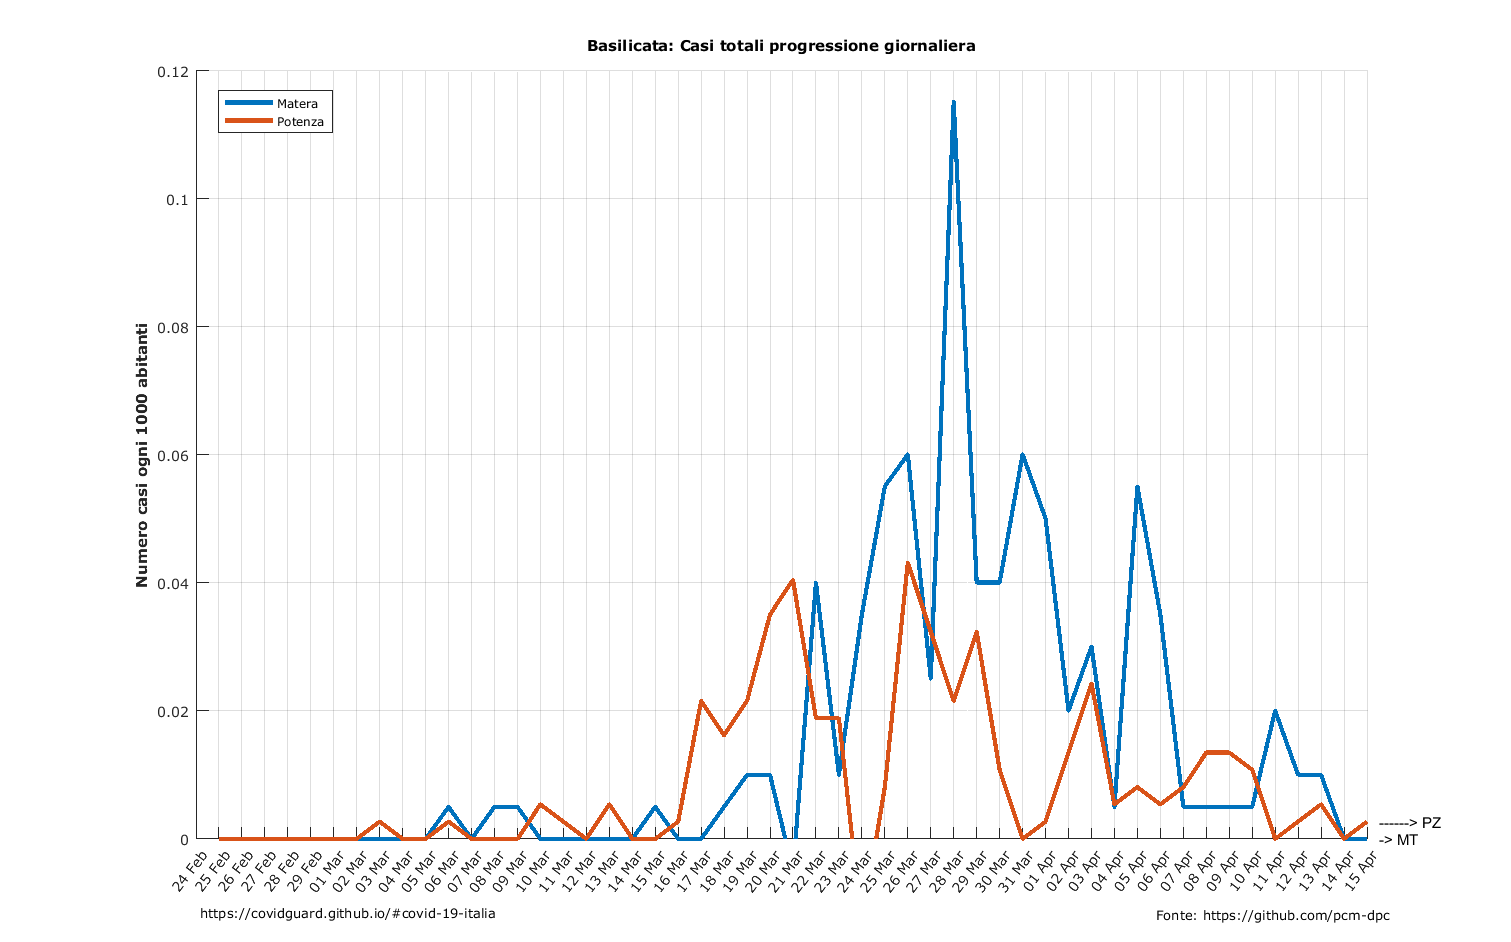 Basilicata: Casi totali progressione giornaliera
0.12
0.1
0.08
0.06
0.04
0.02
0
Numero casi ogni 1000 abitanti
Matera
Potenza
24 Feb
25 Feb
26 Feb
27 Feb
28 Feb
29 Feb
01 Mar
02 Mar
03 Mar
04 Mar
05 Mar
06 Mar
07 Mar
08 Mar
09 Mar
10 Mar
11 Mar
12 Mar
13 Mar
14 Mar
15 Mar
16 Mar
17 Mar
18 Mar
19 Mar
20 Mar
21 Mar
22 Mar
23 Mar
24 Mar
25 Mar
26 Mar
27 Mar
28 Mar
29 Mar
30 Mar
31 Mar
01 Apr
02 Apr
03 Apr
04 Apr
05 Apr
06 Apr
07 Apr
08 Apr
09 Apr
10 Apr
11 Apr
12 Apr
13 Apr
14 Apr
15 Apr
------> PZ
-> MT
https://covidguard.github.io/#covid-19-italia
Fonte: https://github.com/pcm-dpc